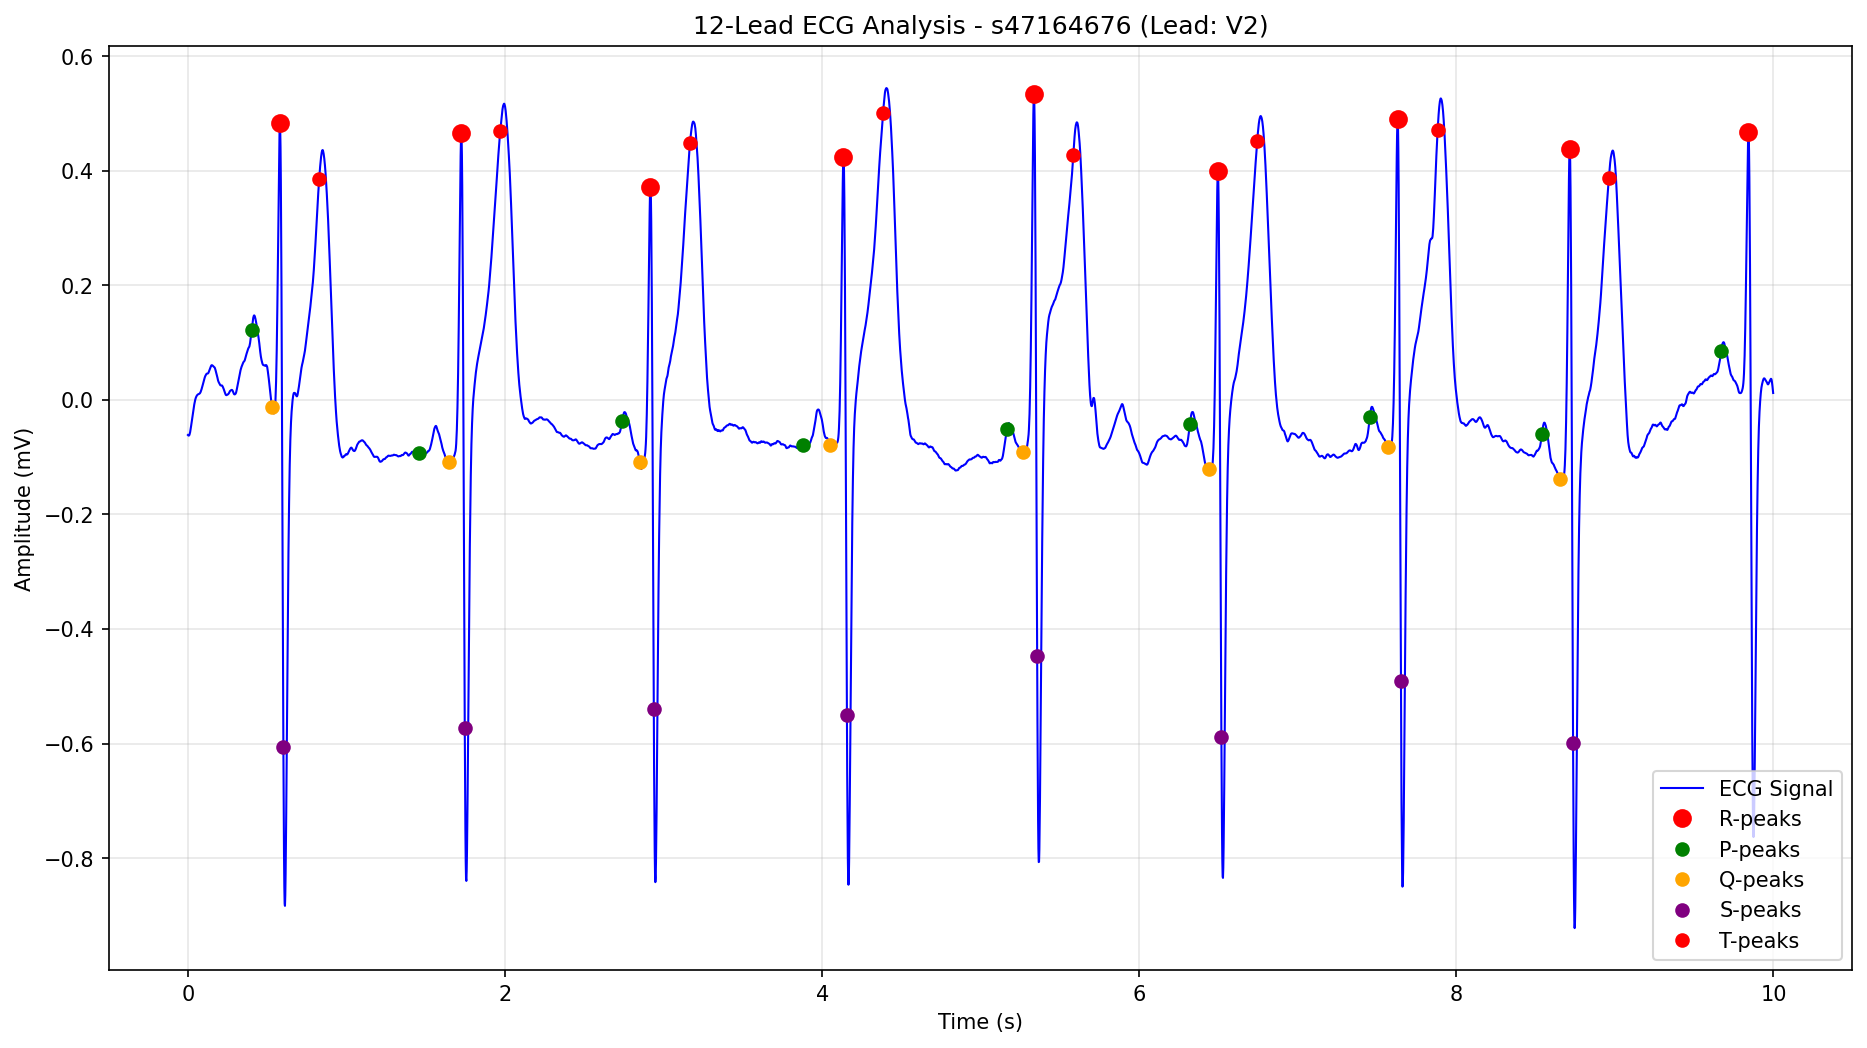 12-Lead ECG Analysis - s47164676 (Lead: V2)
Amplitude (mV)
0.6
0.4
0.2
0.0
−0.2
−0.4
−0.6
−0.8
0
2
4
6
8
10
Time (s)
ECG Signal
R-peaks
P-peaks
Q-peaks
S-peaks
T-peaks